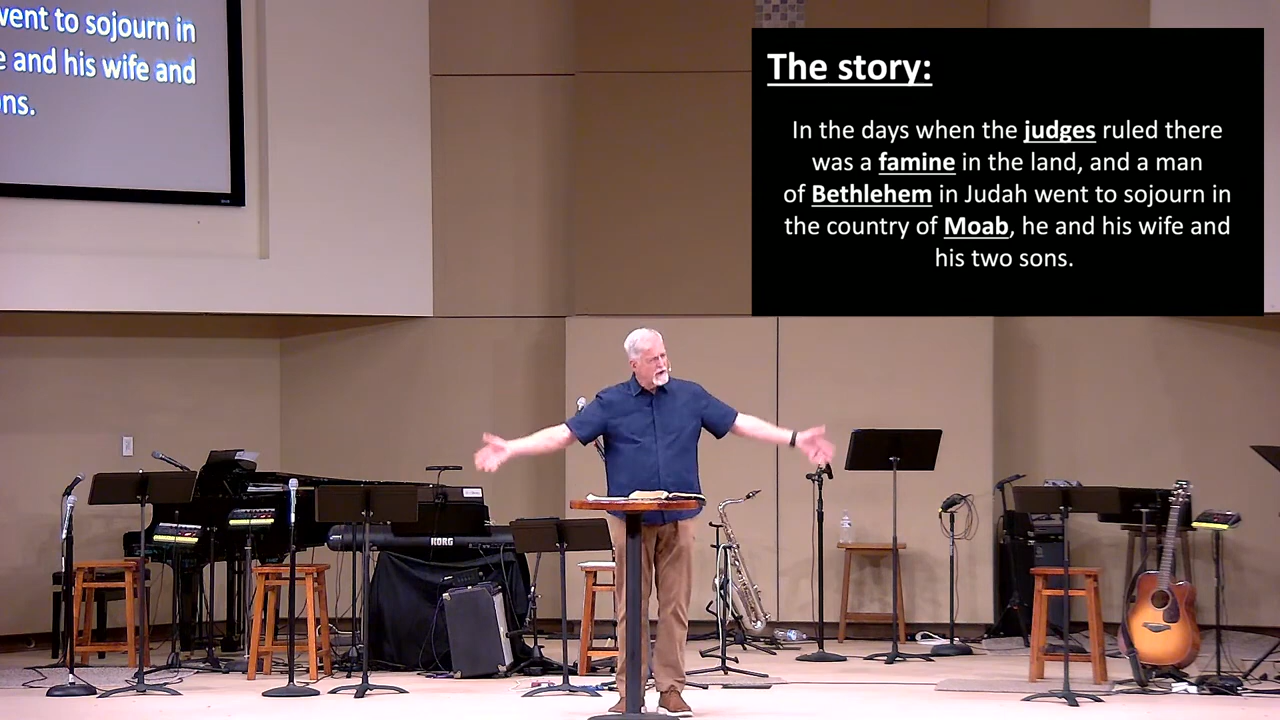 went to sojourn in
and his wife and
ns.
The story:
In the days when the judges ruled there
was a famine in the land, and a man
of Bethlehem in Judah went to sojourn in
the country of Moab, he and his wife and
his two sons.
KORG